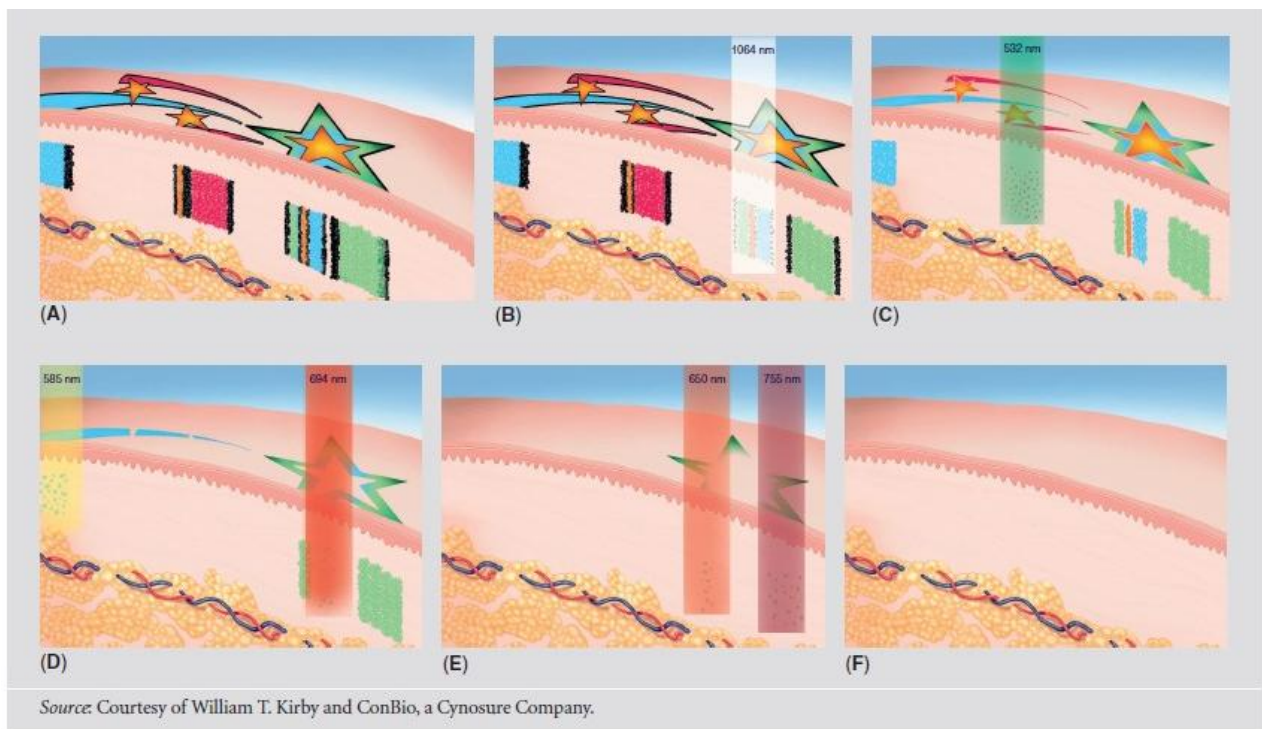 1064 nm
532 nm
(A)
(B)
(C)
585 nm
694 nm
650 nm
755 nm
(D)
(E)
(F)
Source: Courtesy of William T. Kirby and ConBio, a Cynosure Company.